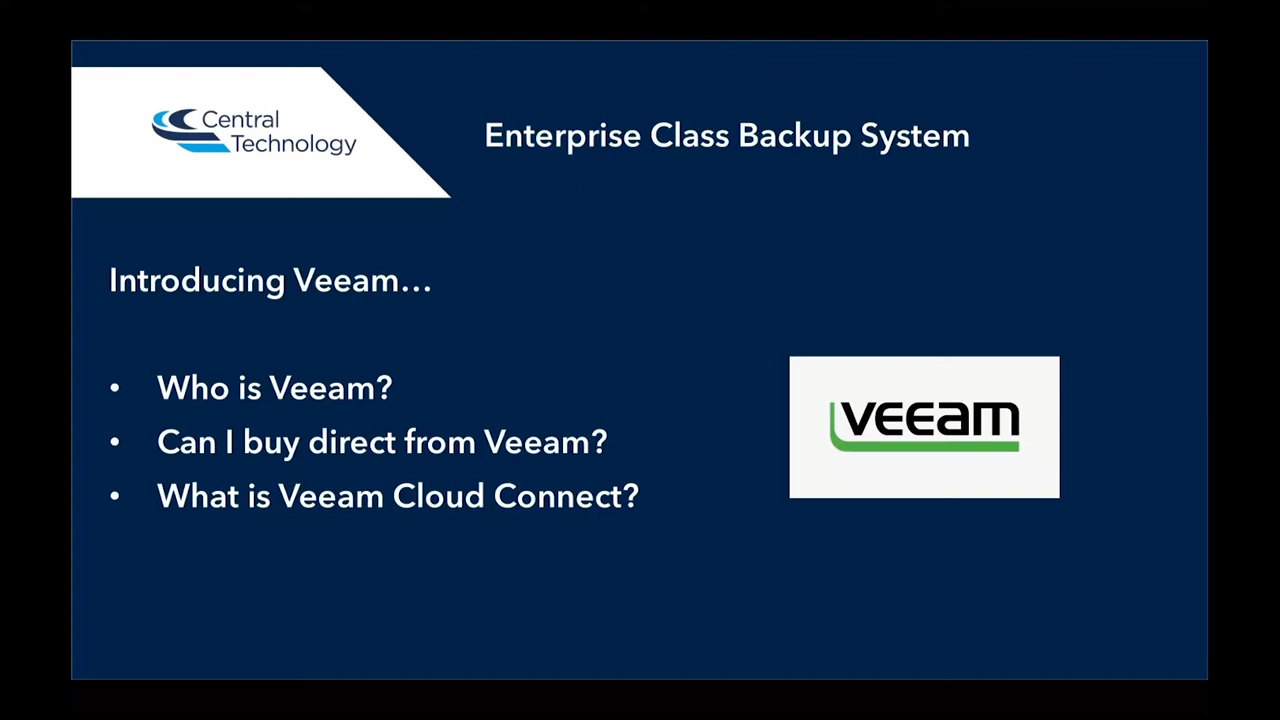 Central
Technology
Enterprise Class Backup System
Introducing Veeam...
• Who is Veeam?
• Can I buy direct from Veeam?
• What is Veeam Cloud Connect?
veeam